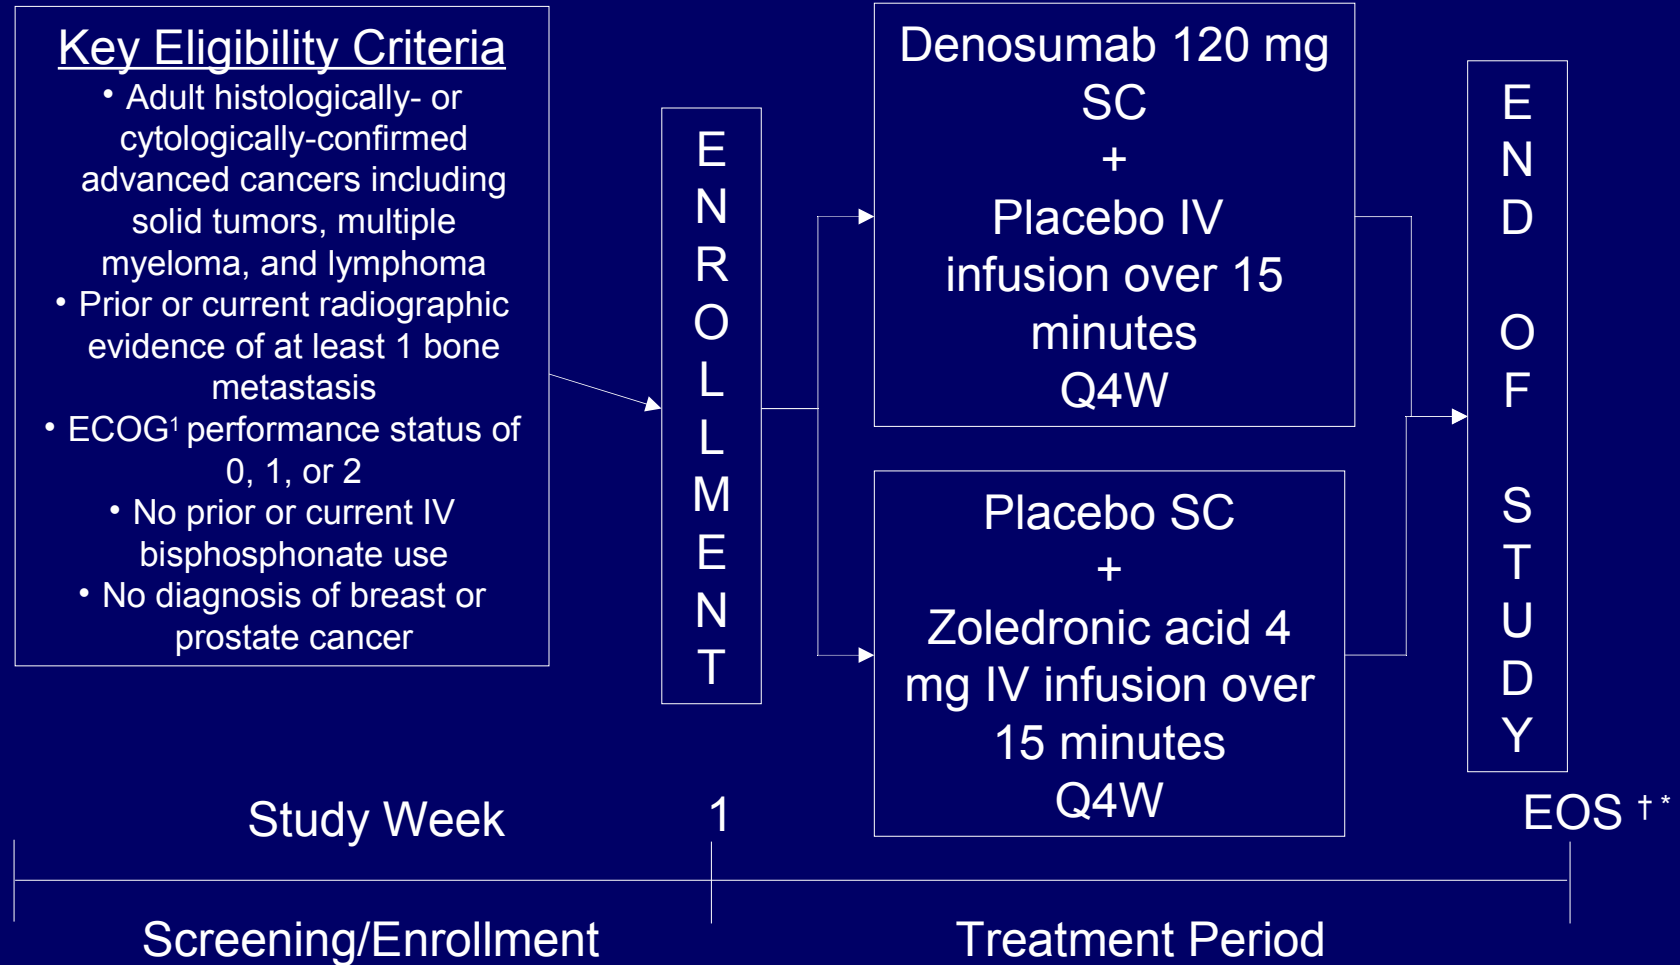 Key Eligibility Criteria
• Adult histologically- or
cytologically-confirmed
advanced cancers including
solid tumors, multiple
myeloma, and lymphoma
• Prior or current radiographic
evidence of at least 1 bone
metastasis
• ECOG¹ performance status of
0, 1, or 2
• No prior or current IV
bisphosphonate use
• No diagnosis of breast or
prostate cancer
E
N
R
O
L
L
M
E
N
T
Denosumab 120 mg
SC
+
Placebo IV
infusion over 15
minutes
Q4W
Placebo SC
+
Zoledronic acid 4
mg IV infusion over
15 minutes
Q4W
E
N
D
O
F
S
T
U
D
Y
Study Week
1
EOS † *
Screening/Enrollment
Treatment Period